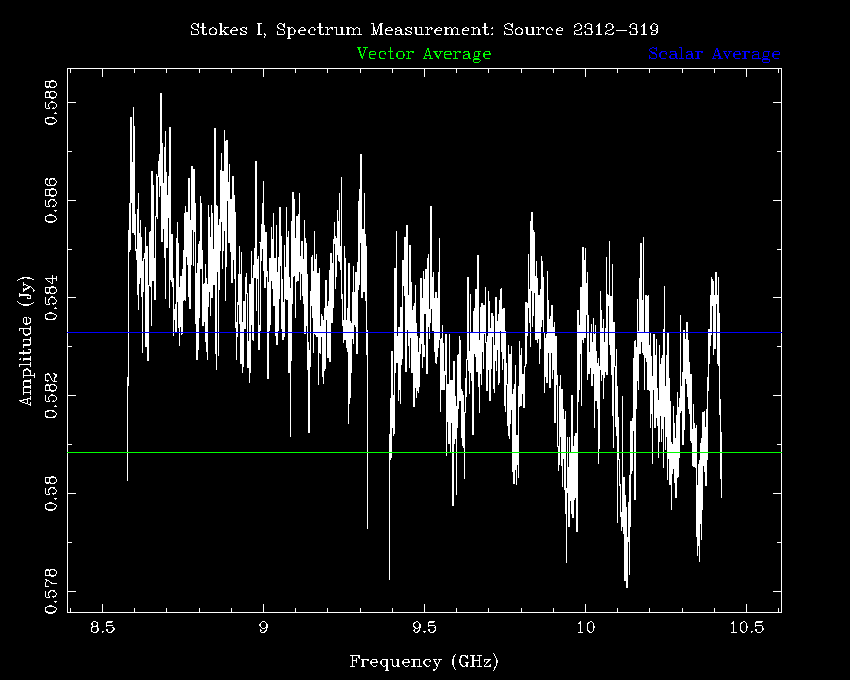 Stokes I, Spectrum Measurement: Source 2312-319
Vector Average Scalar Average
0.588
0.586
0.584
0.582
0.58
0.578
Amplitude (Jy)
8.5 9 9.5 10 10.5
Frequency (GHz)